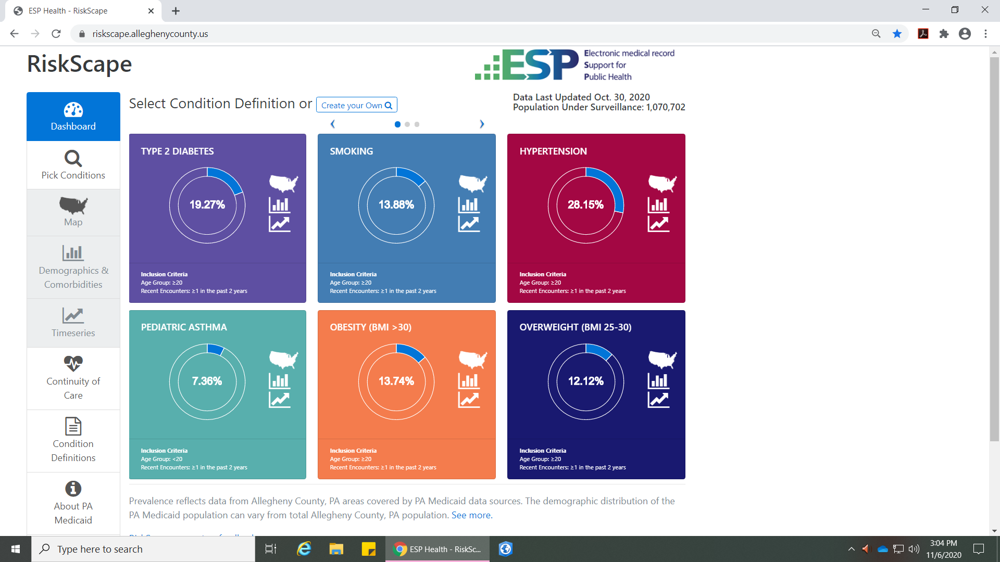 ESP Health - RiskScape
riskscape.alleghenycounty.us
RiskScape
ESP
Electronic medical record
Support for
Public Health
Dashboard
Pick Conditions
Map
Demographics &
Comorbidities
Timeseries
Continuity of
Care
Condition
Definitions
About PA
Medicaid
Select Condition Definition or Create your Own
Data Last Updated Oct. 30, 2020
Population Under Surveillance: 1,070,702
TYPE 2 DIABETES
19.27%
Inclusion Criteria
Age Group: ≥20
Recent Encounters: ≥1 in the past 2 years
SMOKING
13.88%
Inclusion Criteria
Age Group: ≥20
Recent Encounters: ≥1 in the past 2 years
HYPERTENSION
28.15%
Inclusion Criteria
Age Group: ≥20
Recent Encounters: ≥1 in the past 2 years
PEDIATRIC ASTHMA
7.36%
Inclusion Criteria
Age Group: <20
Recent Encounters: ≥1 in the past 2 years
OBESITY (BMI >30)
13.74%
Inclusion Criteria
Age Group: ≥20
Recent Encounters: ≥1 in the past 2 years
OVERWEIGHT (BMI 25-30)
12.12%
Inclusion Criteria
Age Group: ≥20
Recent Encounters: ≥1 in the past 2 years
Prevalence reflects data from Allegheny County, PA areas covered by PA Medicaid data sources. The demographic distribution of the
PA Medicaid population can vary from total Allegheny County, PA population. See more.
Type here to search
ESP Health - RiskSc...
3:04 PM
11/6/2020